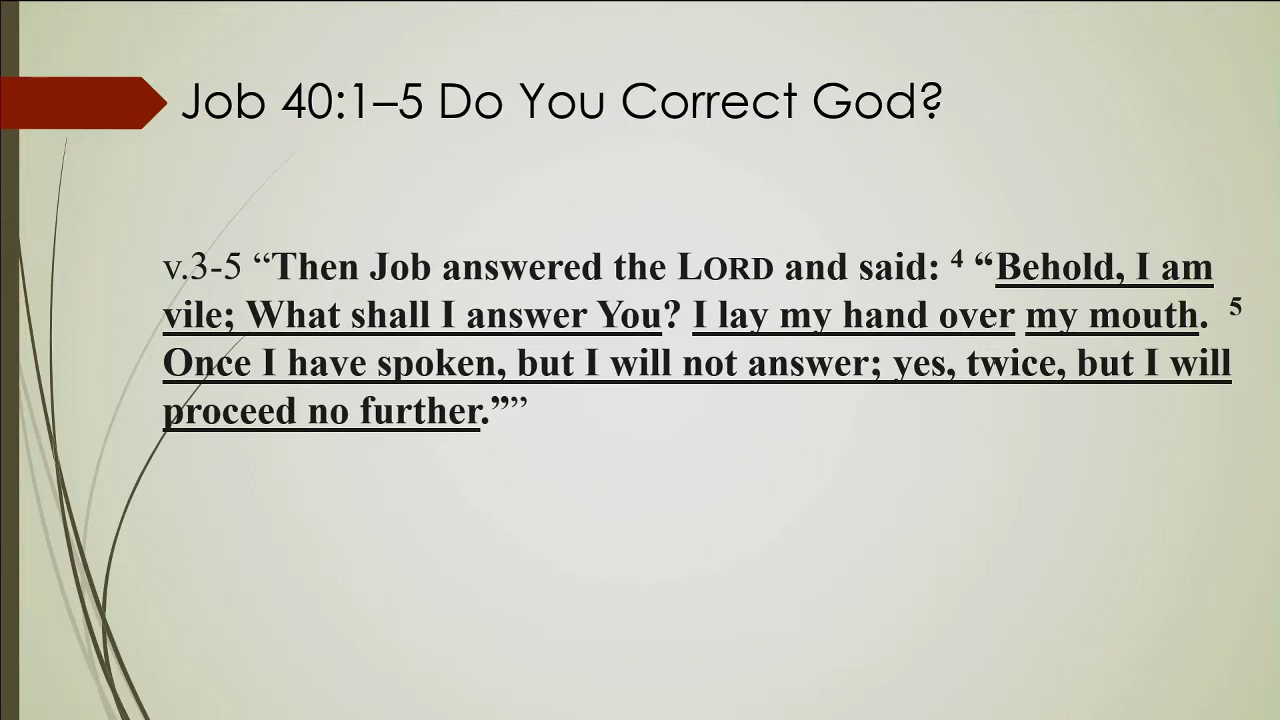 Job 40:1–5 Do You Correct God?
v.3-5 “Then Job answered the LORD and said: 4 “Behold, I am
vile; What shall I answer You? I lay my hand over my mouth. 5
Once I have spoken, but I will not answer; yes, twice, but I will
proceed no further.””